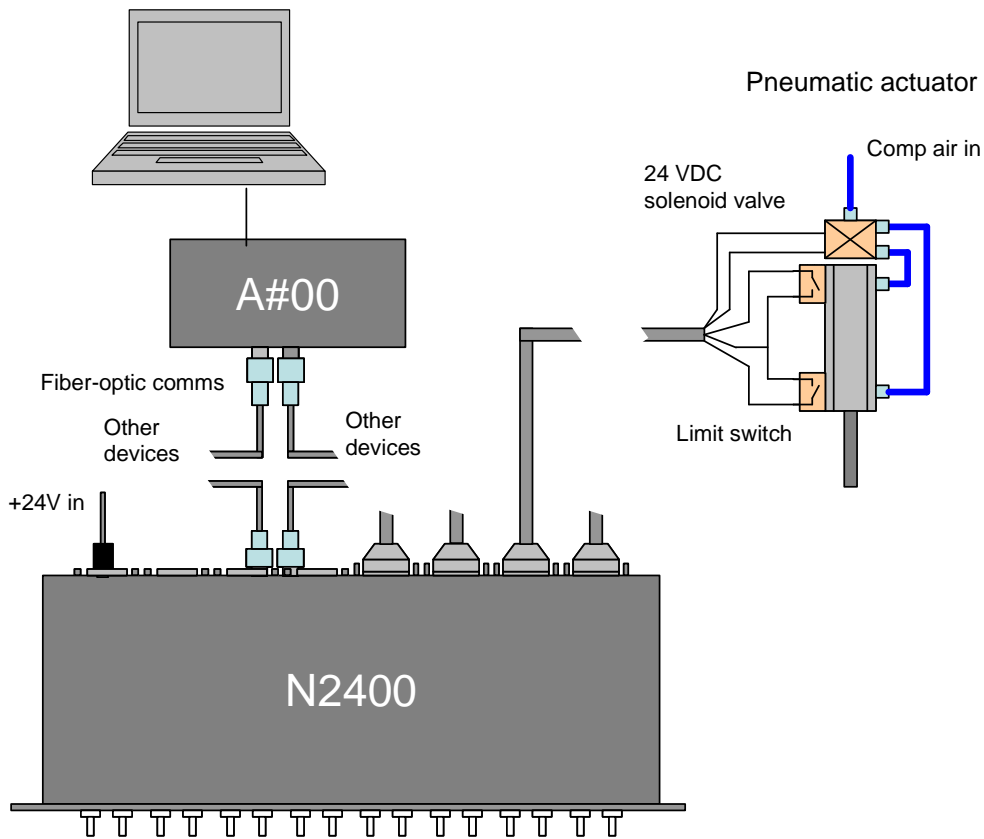 Pneumatic actuator
Comp air in
24 VDC
solenoid valve
A#00
Fiber-optic comms
Other
devices
Other
devices
Limit switch
+24V in
N2400